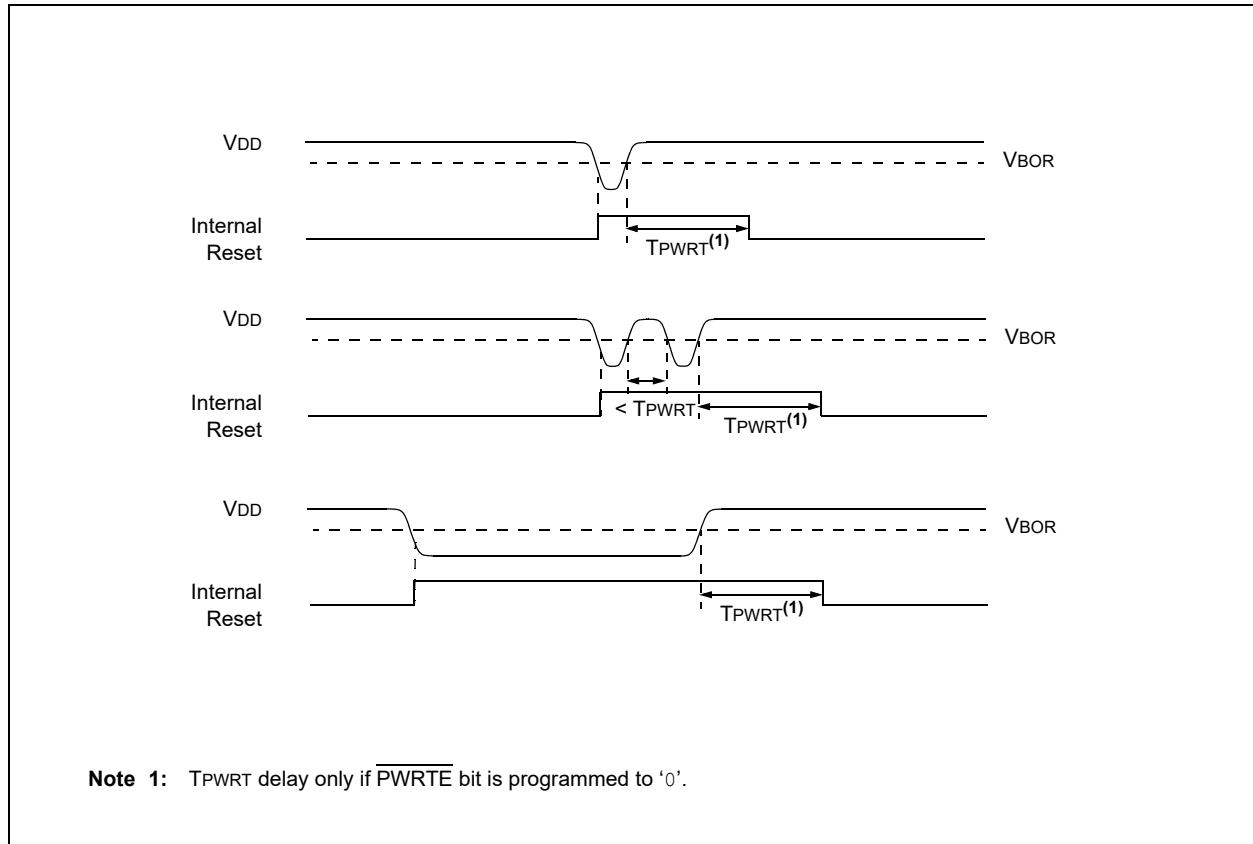 VDD
VBOR
Internal
Reset
TPWRT(1)
VDD
VBOR
Internal
Reset
< TPWRT
TPWRT(1)
VDD
VBOR
Internal
Reset
TPWRT(1)
Note 1: TPWRT delay only if PWRTE bit is programmed to ‘0’.